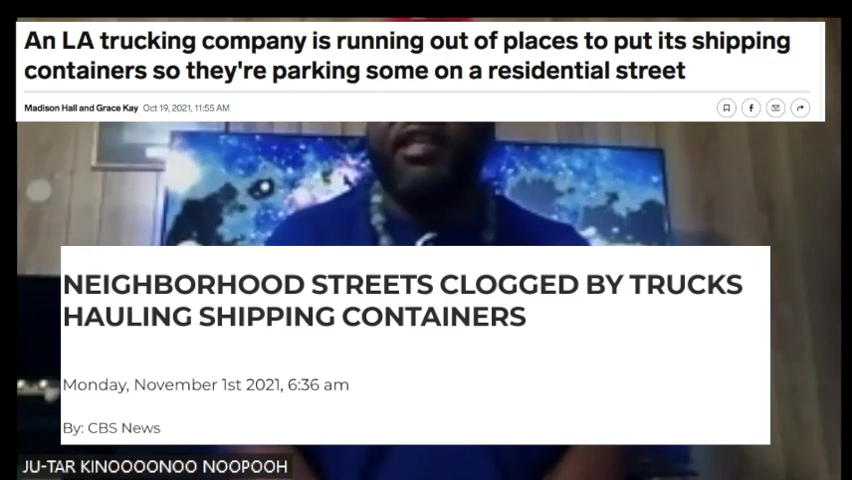 An LA trucking company is running out of places to put its shipping
containers so they're parking some on a residential street
Madison Hall and Grace Kay Oct 19, 2021, 11:55 AM
NEIGHBORHOOD STREETS CLOGGED BY TRUCKS
HAULING SHIPPING CONTAINERS
Monday, November 1st 2021, 6:36 am
By: CBS News
JU-TAR KINOOOONOO NOOPOOH